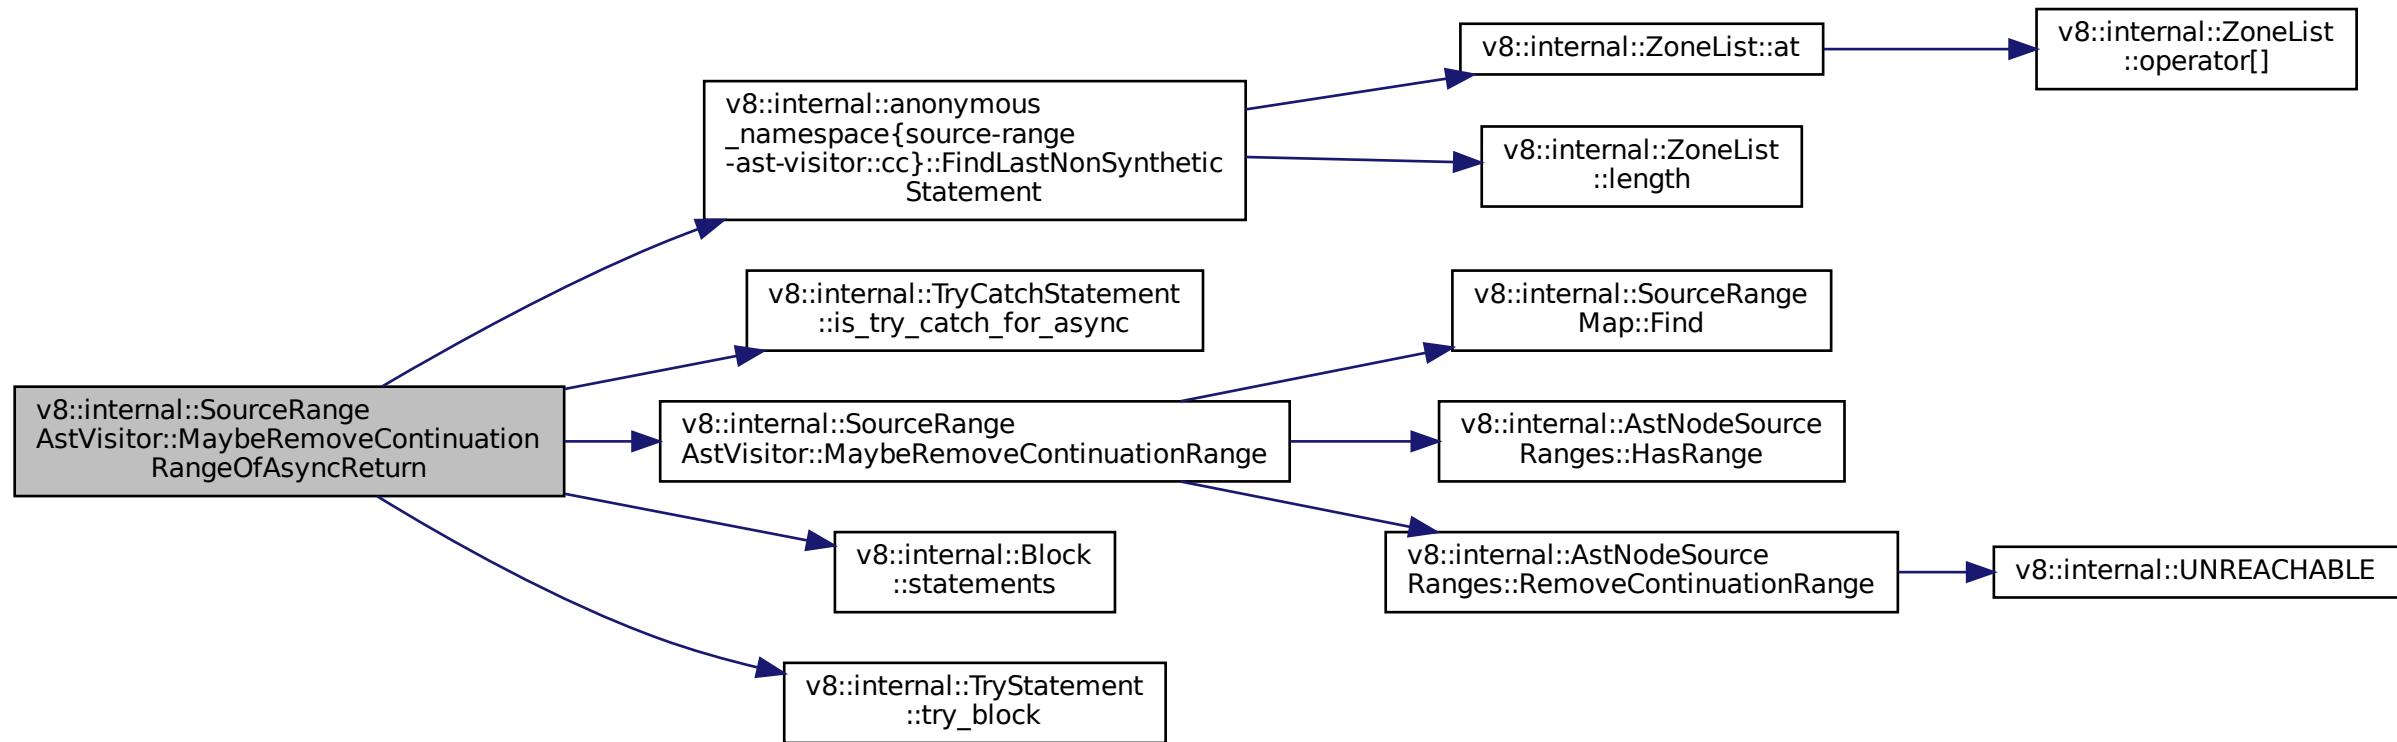 v8::internal::SourceRange
AstVisitor::MaybeRemoveContinuation
RangeOfAsyncReturn
v8::internal::anonymous
_namespace{source-range
-ast-visitor::cc}::FindLastNonSynthetic
Statement
v8::internal::ZoneList::at
v8::internal::ZoneList
::operator[]
v8::internal::ZoneList
::length
v8::internal::TryCatchStatement
::is_try_catch_for_async
v8::internal::SourceRange
AstVisitor::MaybeRemoveContinuationRange
v8::internal::SourceRange
Map::Find
v8::internal::AstNodeSource
Ranges::HasRange
v8::internal::AstNodeSource
Ranges::RemoveContinuationRange
v8::internal::UNREACHABLE
v8::internal::Block
::statements
v8::internal::TryStatement
::try_block